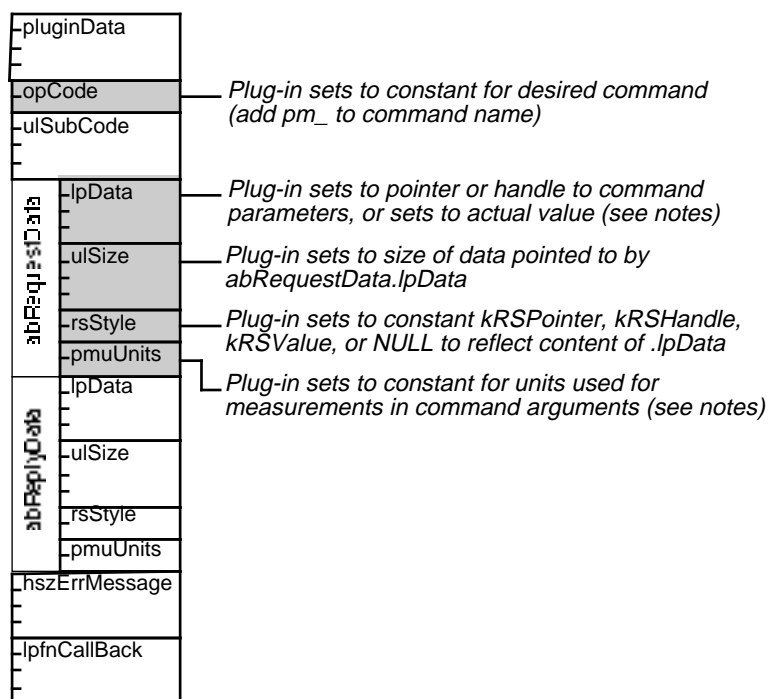 pluginData
opCode
Plug-in sets to constant for desired command
(add pm_ to command name)
ulSubCode
abRequestData
lpData
Plug-in sets to pointer or handle to command
parameters, or sets to actual value (see notes)
ulSize
Plug-in sets to size of data pointed to by
abRequestData.lpData
rsStyle
Plug-in sets to constant kRSPointer, kRSHandle,
kRSValue, or NULL to reflect content of .lpData
pmuUnits
Plug-in sets to constant for units used for
measurements in command arguments (see notes)
abReplyData
lpData
ulSize
rsStyle
pmuUnits
hszErrMessage
lpfnCallBack